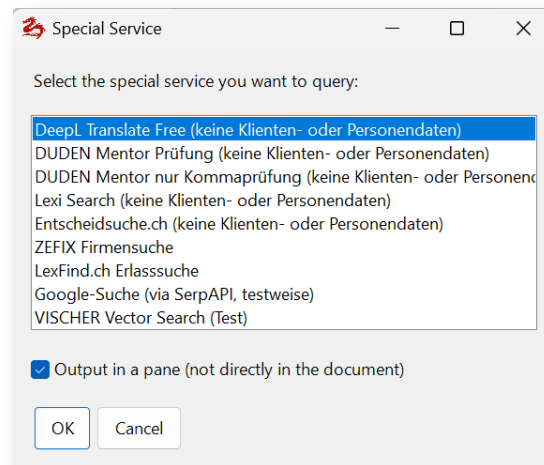 Special Service
Select the special service you want to query:
DeepL Translate Free (keine Klienten- oder Personendaten)
DUDEN Mentor Prüfung (keine Klienten- oder Personendaten)
DUDEN Mentor nur Kommaprüfung (keine Klienten- oder Personend
Lexi Search (keine Klienten- oder Personendaten)
Entscheidsuche.ch (keine Klienten- oder Personendaten)
ZEFIX Firmensuche
LexFind.ch Erlasssuche
Google-Suche (via SerpAPI, testweise)
VISCHER Vector Search (Test)
Output in a pane (not directly in the document)
OK Cancel